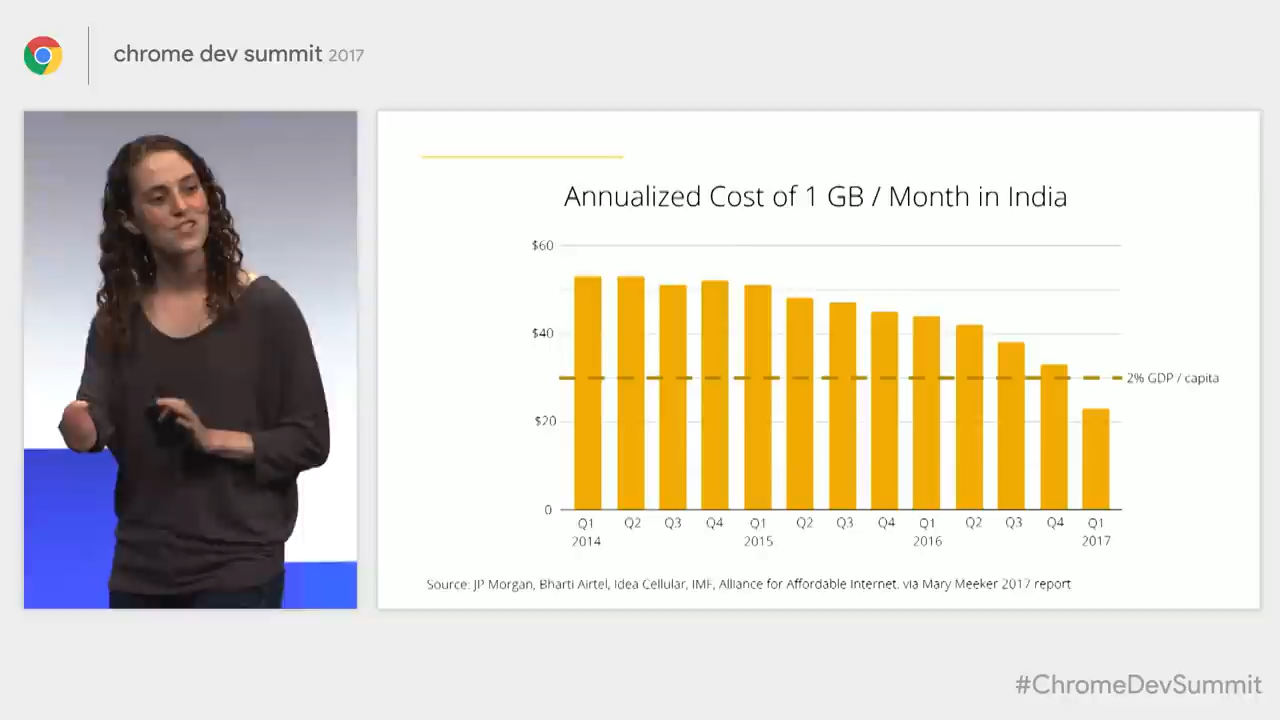 chrome dev summit 2017
Annualized Cost of 1 GB / Month in India
$60
$40
2% GDP / capita
$20
0
Q1 Q2 Q3 Q4 Q1 Q2 Q3 Q4 Q1 Q2 Q3 Q4 Q1
2014 2015 2016 2017
Source: JP Morgan, Bharti Airtel, Idea Cellular, IMF, Alliance for Affordable Internet. via Mary Meeker 2017 report
#ChromeDevSummit